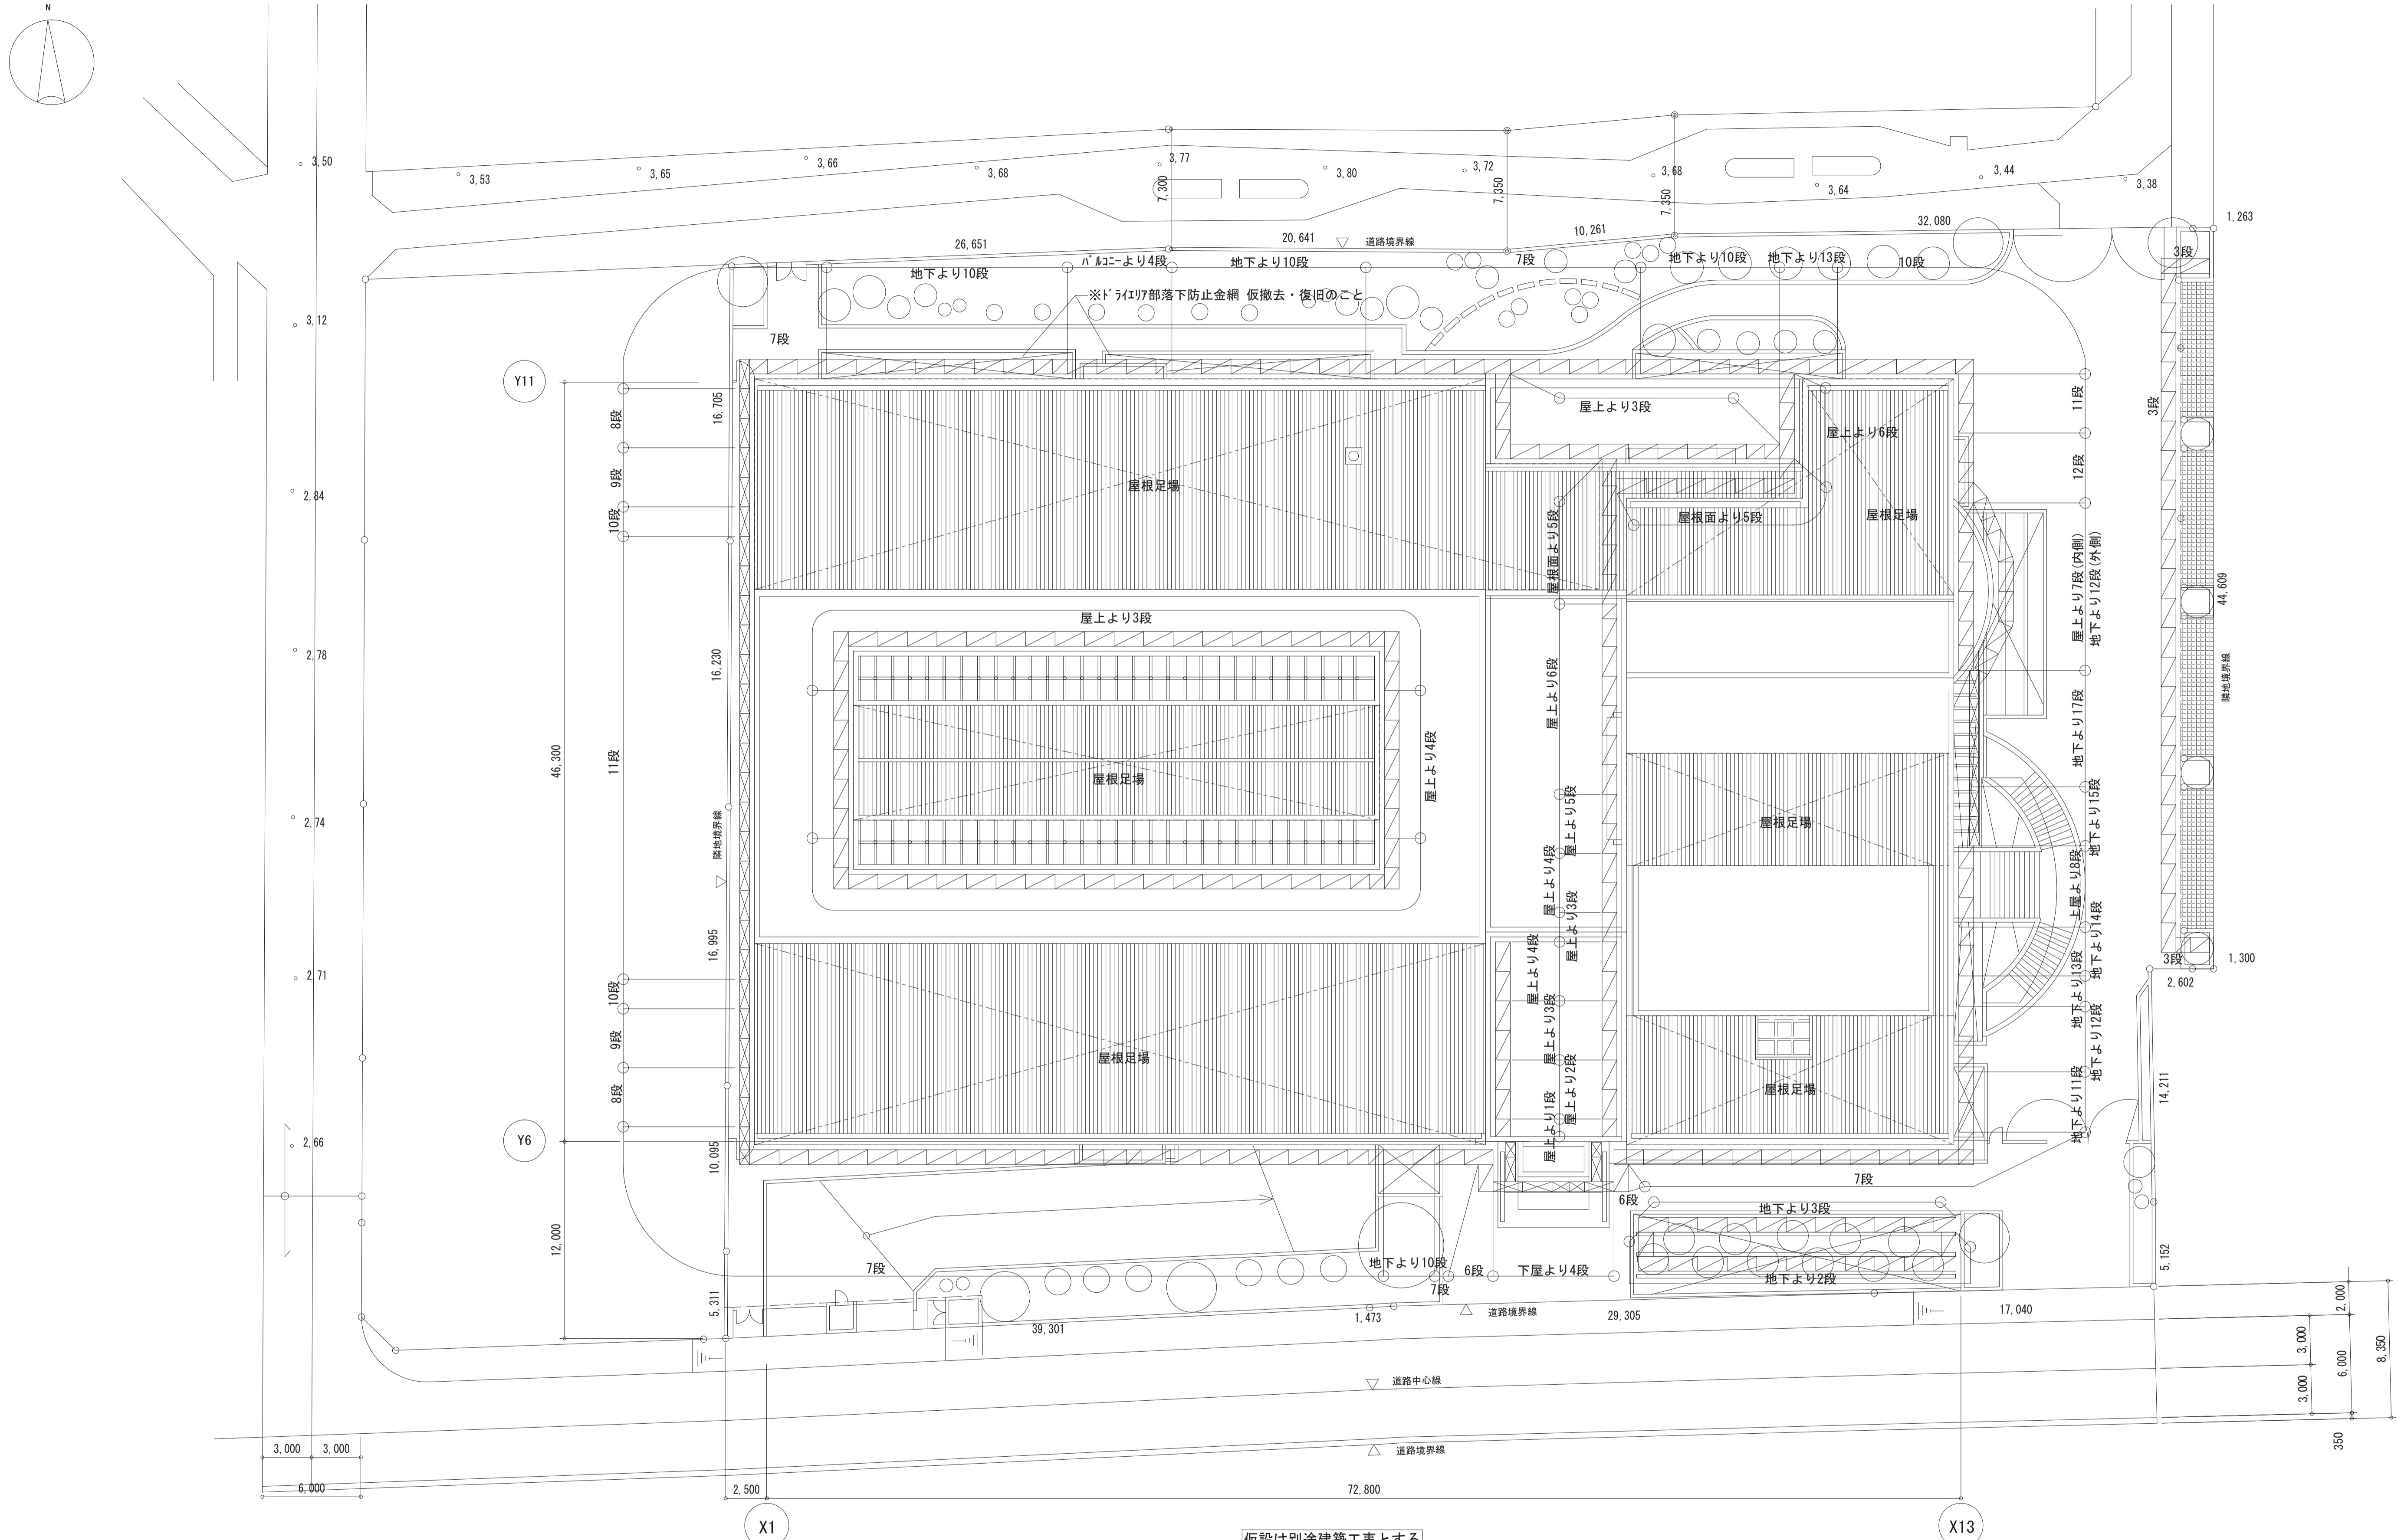 N
3,50
3,53
3,65
3,66
3,68
3,77
3,80
3,72
3,68
3,64
3,44
3,38
7,300
7,350
7,350
1,263
26,651
20,641
道路境界線
10,261
32,080
3段
地下より10段
ﾊﾞﾙｺﾆｰより4段
地下より10段
7段
地下より10段
地下より13段
10段
※ﾄﾞﾗｲｴﾘｱ部落下防止金網 仮撤去・復旧のこと
7段
3,12
2,84
2,78
2,74
2,71
2,66
Y11
Y6
46,300
12,000
8段
9段
10段
11段
10段
9段
8段
16,705
16,230
隣地境界線
16,995
10,095
5,311
屋根足場
屋上より3段
屋根足場
屋上より4段
屋根足場
屋上より3段
屋上より6段
屋根面より5段
屋根足場
屋根面より5段
屋上より6段
屋上より5段
屋上より4段
屋上より3段
屋上より4段
屋上より3段
屋上より2段
屋上より1段
屋根足場
屋根足場
11段
12段
屋上より7段(内側)
地下より12段(外側)
地下より17段
地下より15段
上屋より8段
地下より14段
地下より13段
地下より12段
地下より11段
3段
44,609
隣地境界線
3段
1,300
2,602
14,211
5,152
7段
6段
地下より3段
地下より2段
7段
地下より10段
7段
6段
下屋より4段
39,301
1,473
道路境界線
29,305
17,040
道路中心線
道路境界線
2,000
3,000
6,000
3,000
8,350
350
3,000
3,000
6,000
2,500
72,800
X1
X13
仮設は別途建築工事とする